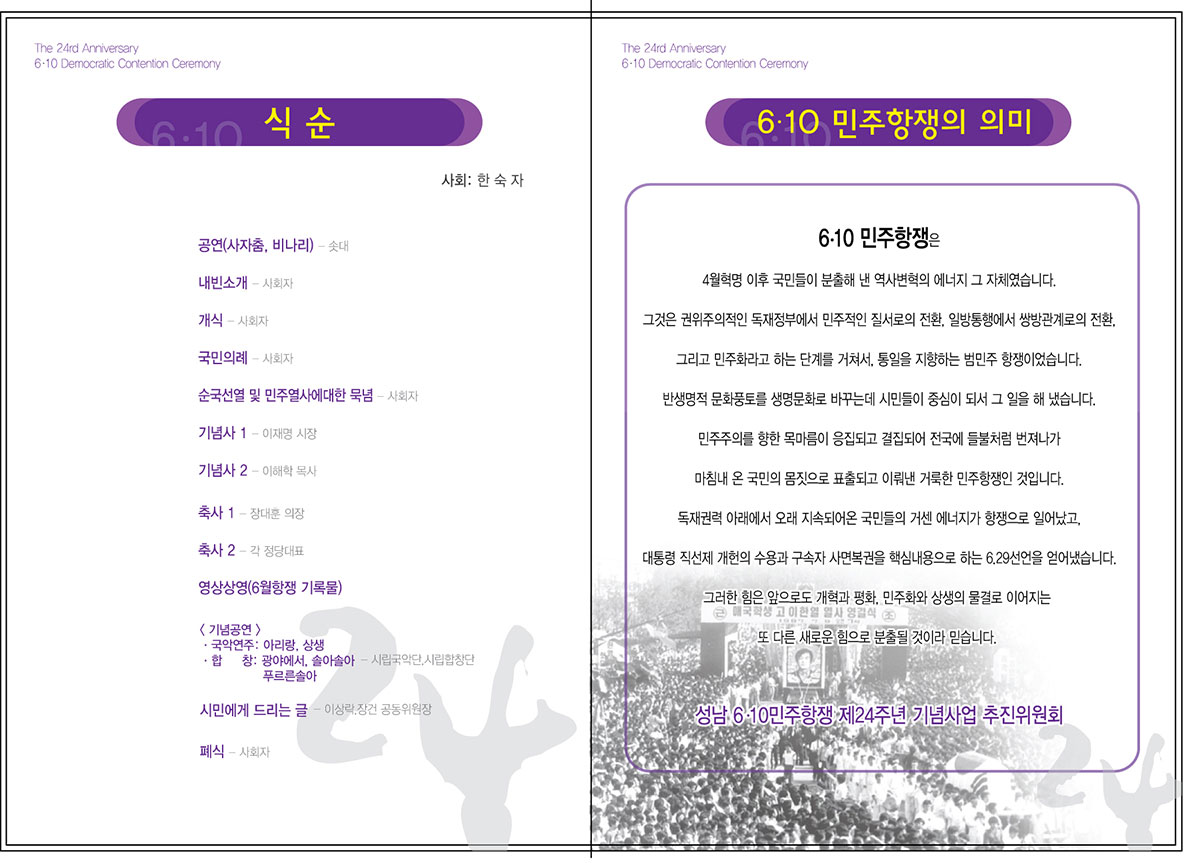 The 24rd Anniversary
6·10 Democratic Contention Ceremony
6·10
식 순
사회: 한 숙 자
공연(사자춤, 비나리) – 솟대
내빈소개 – 사회자
개식 – 사회자
국민의례 – 사회자
순국선열 및 민주열사에대한 묵념 – 사회자
기념사 1 – 이재명 시장
기념사 2 – 이해학 목사
축사 1 – 장대훈 의장
축사 2 – 각 정당대표
영상상영(6월항쟁 기록물)
〈 기념공연 〉
· 국악연주: 아리랑, 상생
· 합 창: 광야에서, 솔아솔아 – 시립국악단,시립합창단
푸르른솔아
시민에게 드리는 글 – 이상락,장건 공동위원장
폐식 – 사회자
24
The 24rd Anniversary
6·10 Democratic Contention Ceremony
6·10
6·10 민주항쟁의 의미
6·10 민주항쟁은
4월혁명 이후 국민들이 분출해 낸 역사변혁의 에너지 그 자체였습니다.
그것은 권위주의적인 독재정부에서 민주적인 질서로의 전환, 일방통행에서 쌍방관계로의 전환,
그리고 민주화라고 하는 단계를 거쳐서, 통일을 지향하는 범민주 항쟁이었습니다.
반생명적 문화풍토를 생명문화로 바꾸는데 시민들이 중심이 되서 그 일을 해 냈습니다.
민주주의를 향한 목마름이 응집되고 결집되어 전국에 들불처럼 번져나가
마침내 온 국민의 몸짓으로 표출되고 이뤄낸 거룩한 민주항쟁인 것입니다.
독재권력 아래에서 오래 지속되어온 국민들의 거센 에너지가 항쟁으로 일어났고,
대통령 직선제 개헌의 수용과 구속자 사면복권을 핵심내용으로 하는 6.29선언을 얻어냈습니다.
그러한 힘은 앞으로도 개혁과 평화, 민주화와 상생의 물결로 이어지는
근 애국학생 고 이한열 열사 영결식 조
또 다른 새로운 힘으로 분출될 것이라 믿습니다.
성남 6·10민주항쟁 제24주년 기념사업 추진위원회
24